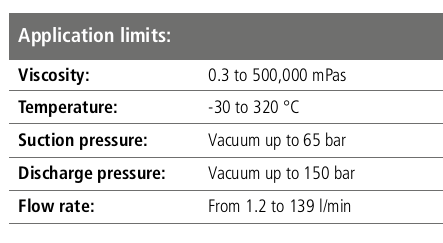 Application limits:
Viscosity: 0.3 to 500,000 mPas
Temperature: -30 to 320 °C
Suction pressure: Vacuum up to 65 bar
Discharge pressure: Vacuum up to 150 bar
Flow rate: From 1.2 to 139 l/min